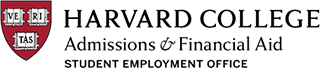 VE RI
TAS
HARVARD COLLEGE
Admissions & Financial Aid
STUDENT EMPLOYMENT OFFICE